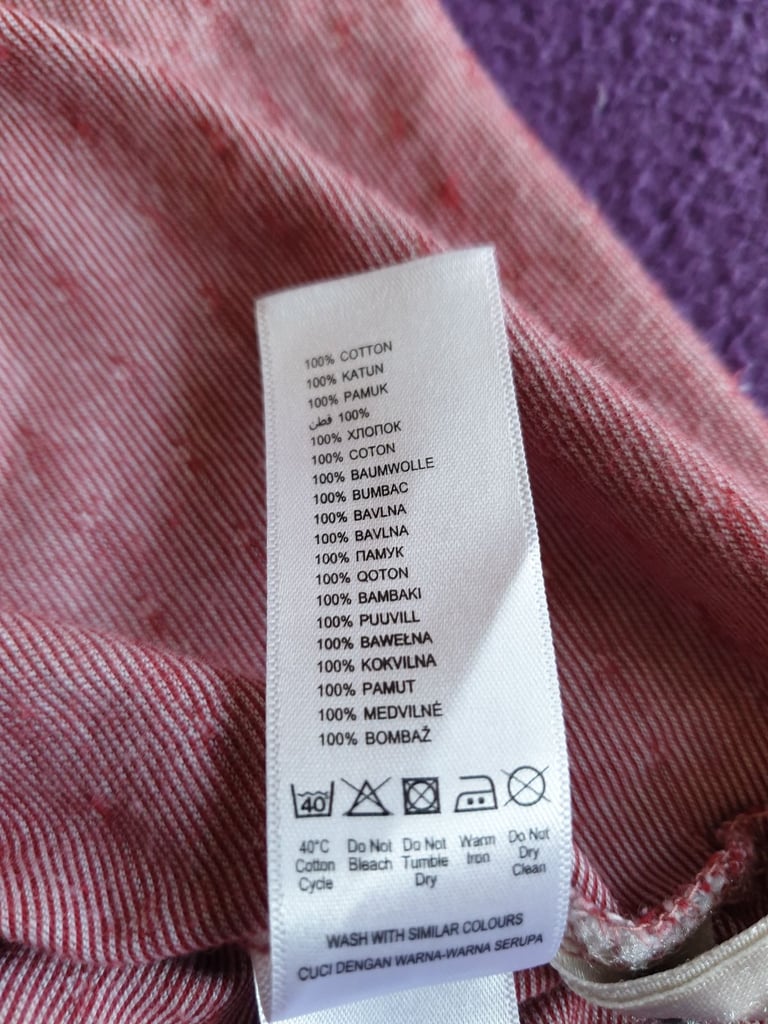 100% COTTON
100% KATUN
100% PAMUK
قطن 100%
100% ХЛОПОК
100% COTON
100% BAUMWOLLE
100% BUMBAC
100% BAVLNA
100% BAVLNA
100% ПАМУК
100% QOTON
100% BAMBAKI
100% PUUVILL
100% BAWEŁNA
100% KOKVILNA
100% PAMUT
100% MEDVILNĖ
100% BOMBAŽ
40
40°C Cotton Cycle
Do Not Bleach
Do Not Tumble Dry
Warm Iron
Do Not Dry Clean
WASH WITH SIMILAR COLOURS
CUCI DENGAN WARNA-WARNA SERUPA